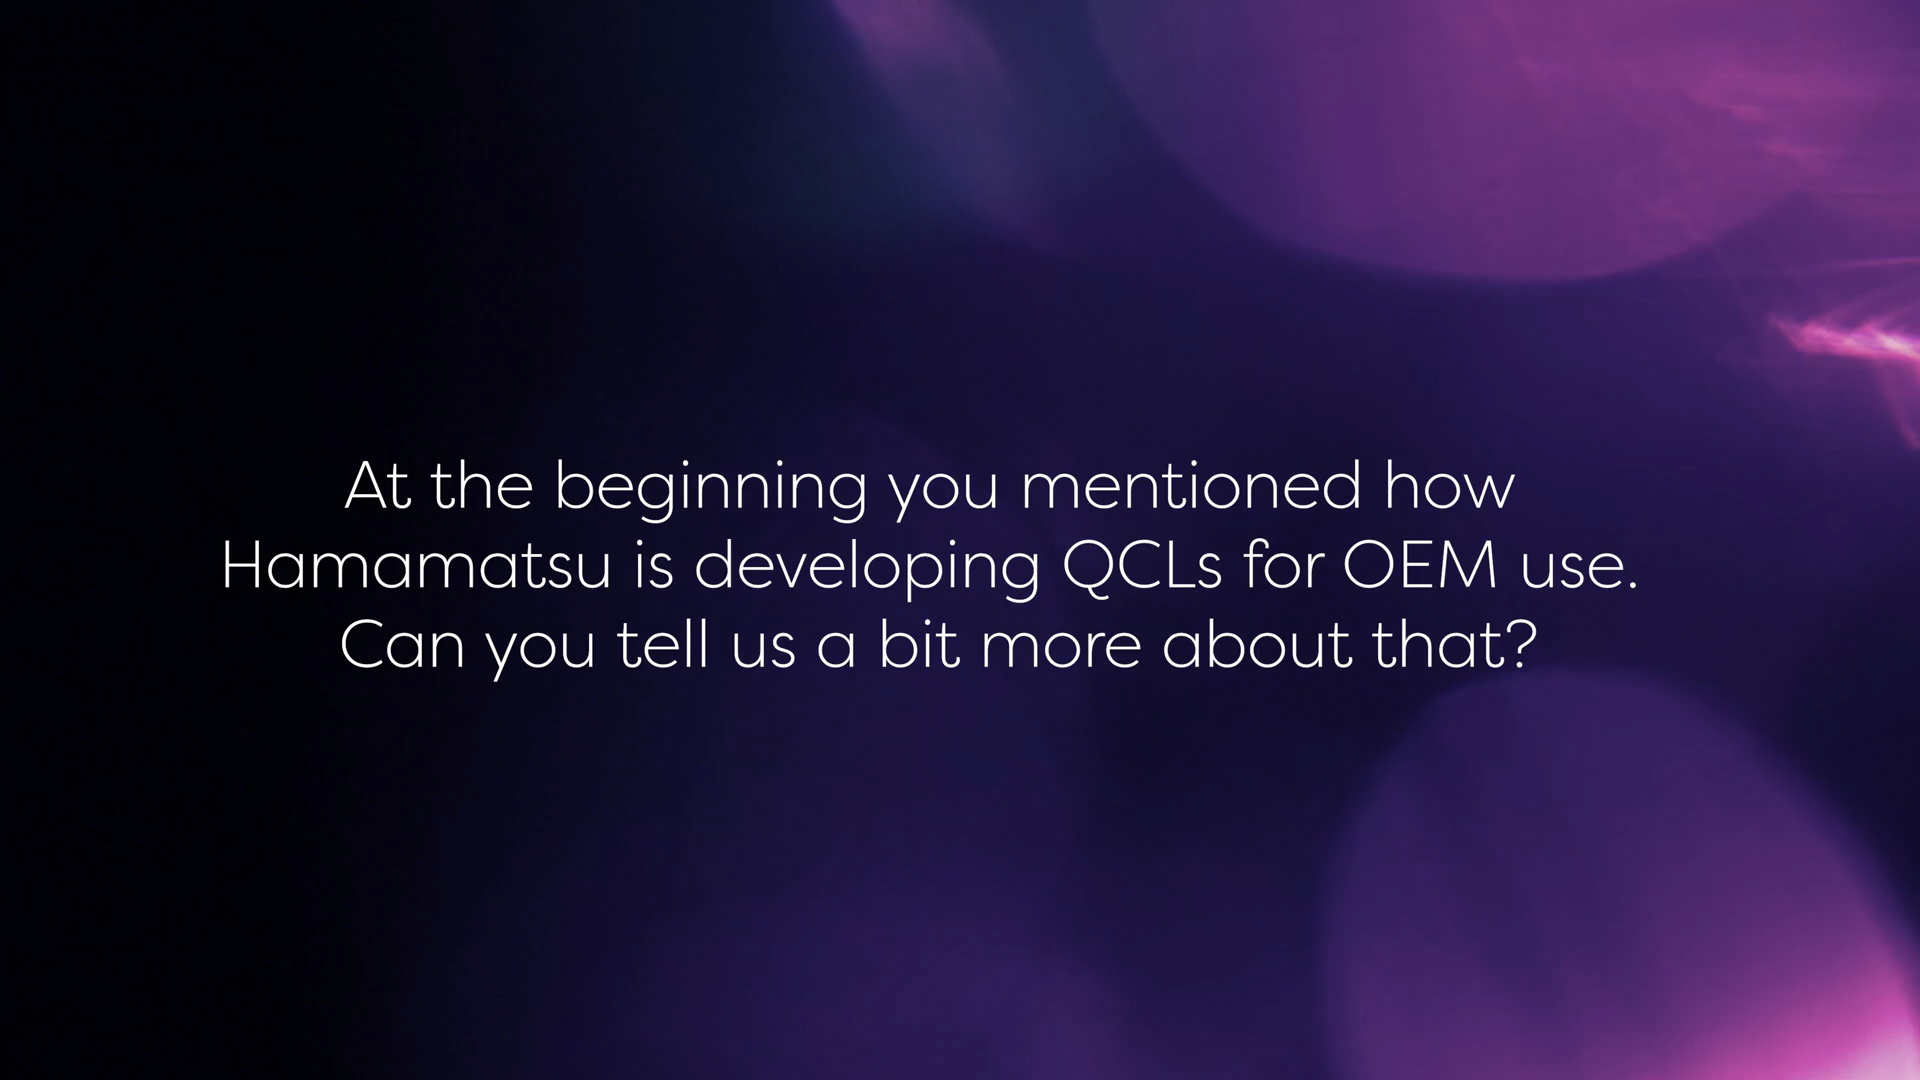 At the beginning you mentioned how
Hamamatsu is developing QCLs for OEM use.
Can you tell us a bit more about that?